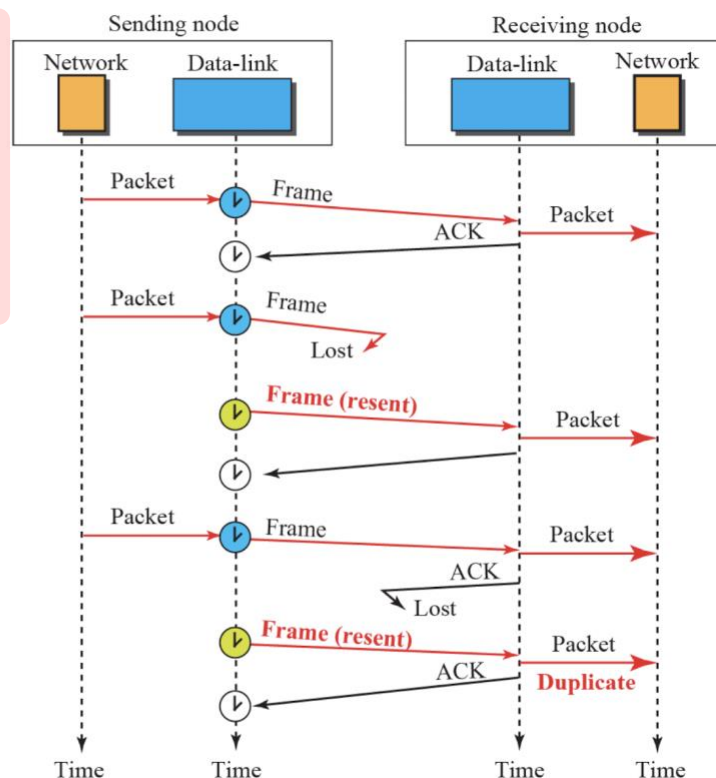 Sending node
Receiving node
Network
Data-link
Data-link
Network
Packet
Frame
Packet
ACK
Packet
Frame
Lost
Frame (resent)
Packet
Packet
Frame
Packet
ACK
Lost
Frame (resent)
Packet
ACK
Duplicate
Time
Time
Time
Time